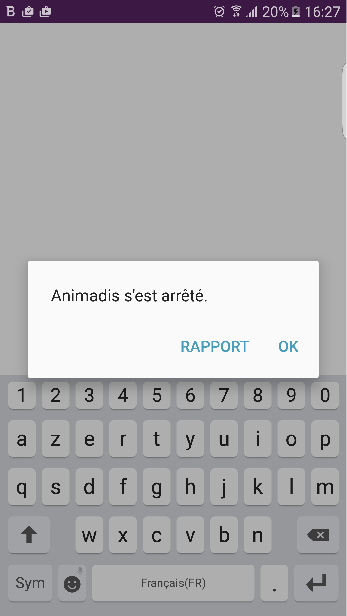 B 20% 16:27
Animadis s'est arrêté.
RAPPORT OK
1 2 3 4 5 6 7 8 9 0
a z e r t y u i o p
q s d f g h j k l m
w x c v b n
Sym Français(FR) .